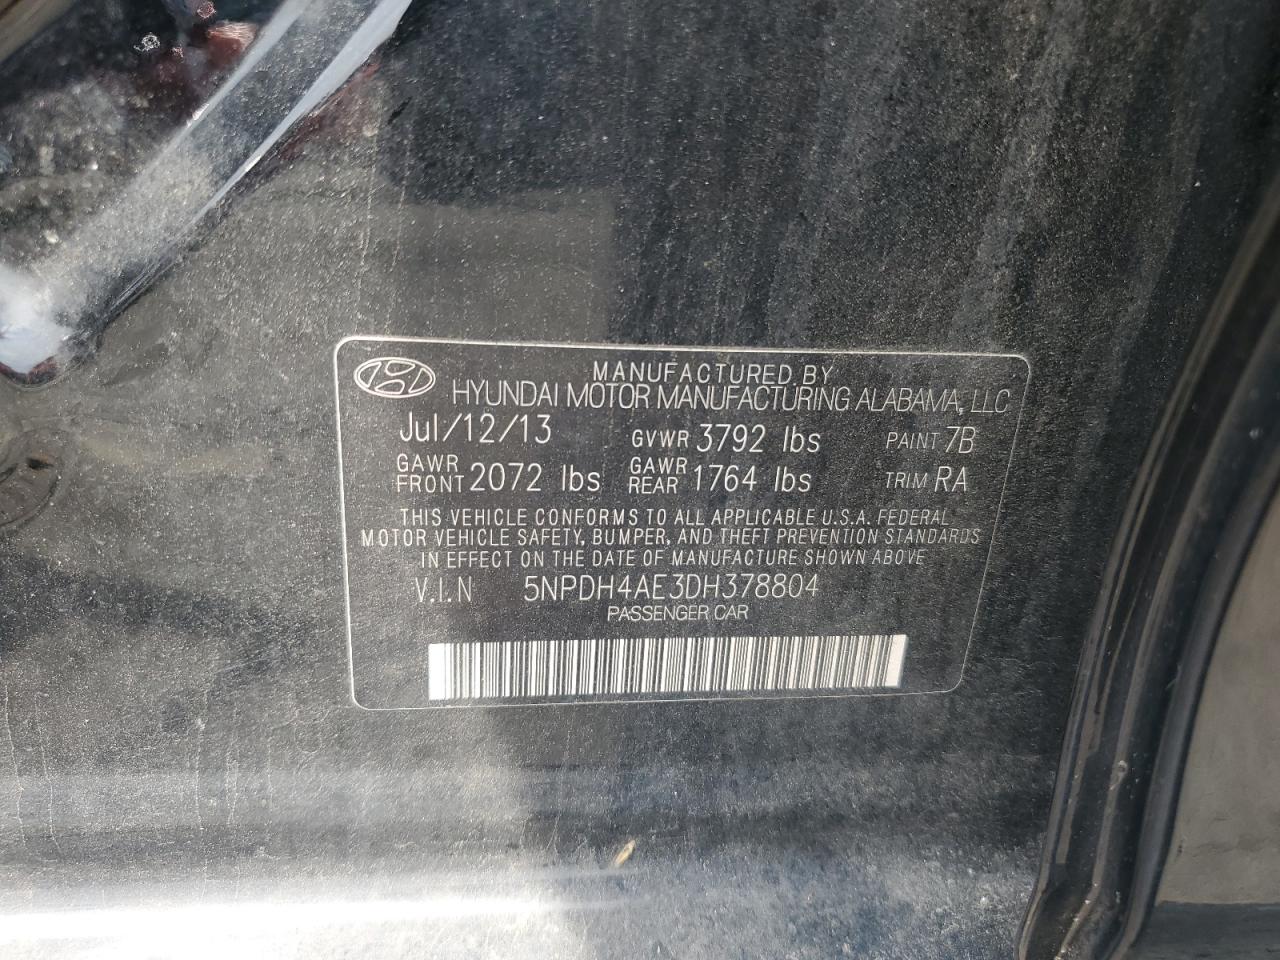 MANUFACTURED BY
HYUNDAI MOTOR MANUFACTURING ALABAMA, LLC
Jul/12/13 GVWR 3792 lbs PAINT 7B
GAWR FRONT 2072 lbs GAWR REAR 1764 lbs TRIM RA
THIS VEHICLE CONFORMS TO ALL APPLICABLE U.S.A. FEDERAL
MOTOR VEHICLE SAFETY, BUMPER, AND THEFT PREVENTION STANDARDS
IN EFFECT ON THE DATE OF MANUFACTURE SHOWN ABOVE
V.I.N 5NPDH4AE3DH378804
PASSENGER CAR